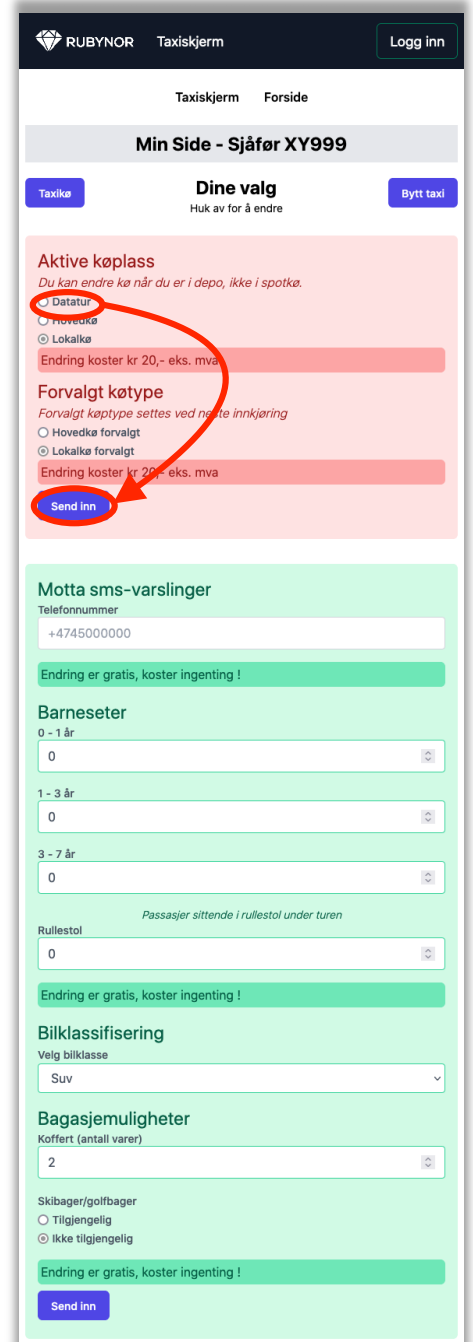 RUBYNOR Taxiskjerm Logg inn
Taxiskjerm Forside
Min Side - Sjåfør XY999
Taxikø Dine valg Bytt taxi
Huk av for å endre
Aktive køplass
Du kan endre kø når du er i depo, ikke i spotkø.
Datatur
Hovedkø
Lokalkø
Endring koster kr 20,- eks. mva
Forvalgt køtype
Forvalgt køptype settes ved neste innkjøring
Hovedkø forvalgt
Lokalkø forvalgt
Endring koster kr 20,- eks. mva
Send inn
Motta sms-varslinger
Telefonnummer
+4745000000
Endring er gratis, koster ingenting !
Barneseter
0 - 1 år
0
1 - 3 år
0
3 - 7 år
0
Passasjer sittende i rullestol under turen
Rullestol
0
Endring er gratis, koster ingenting !
Bilklassifisering
Velg bilklasse
Suv
Bagasjemuligheter
Koffert (antall varer)
2
Skibager/golfbager
Tilgjengelig
Ikke tilgjengelig
Endring er gratis, koster ingenting !
Send inn